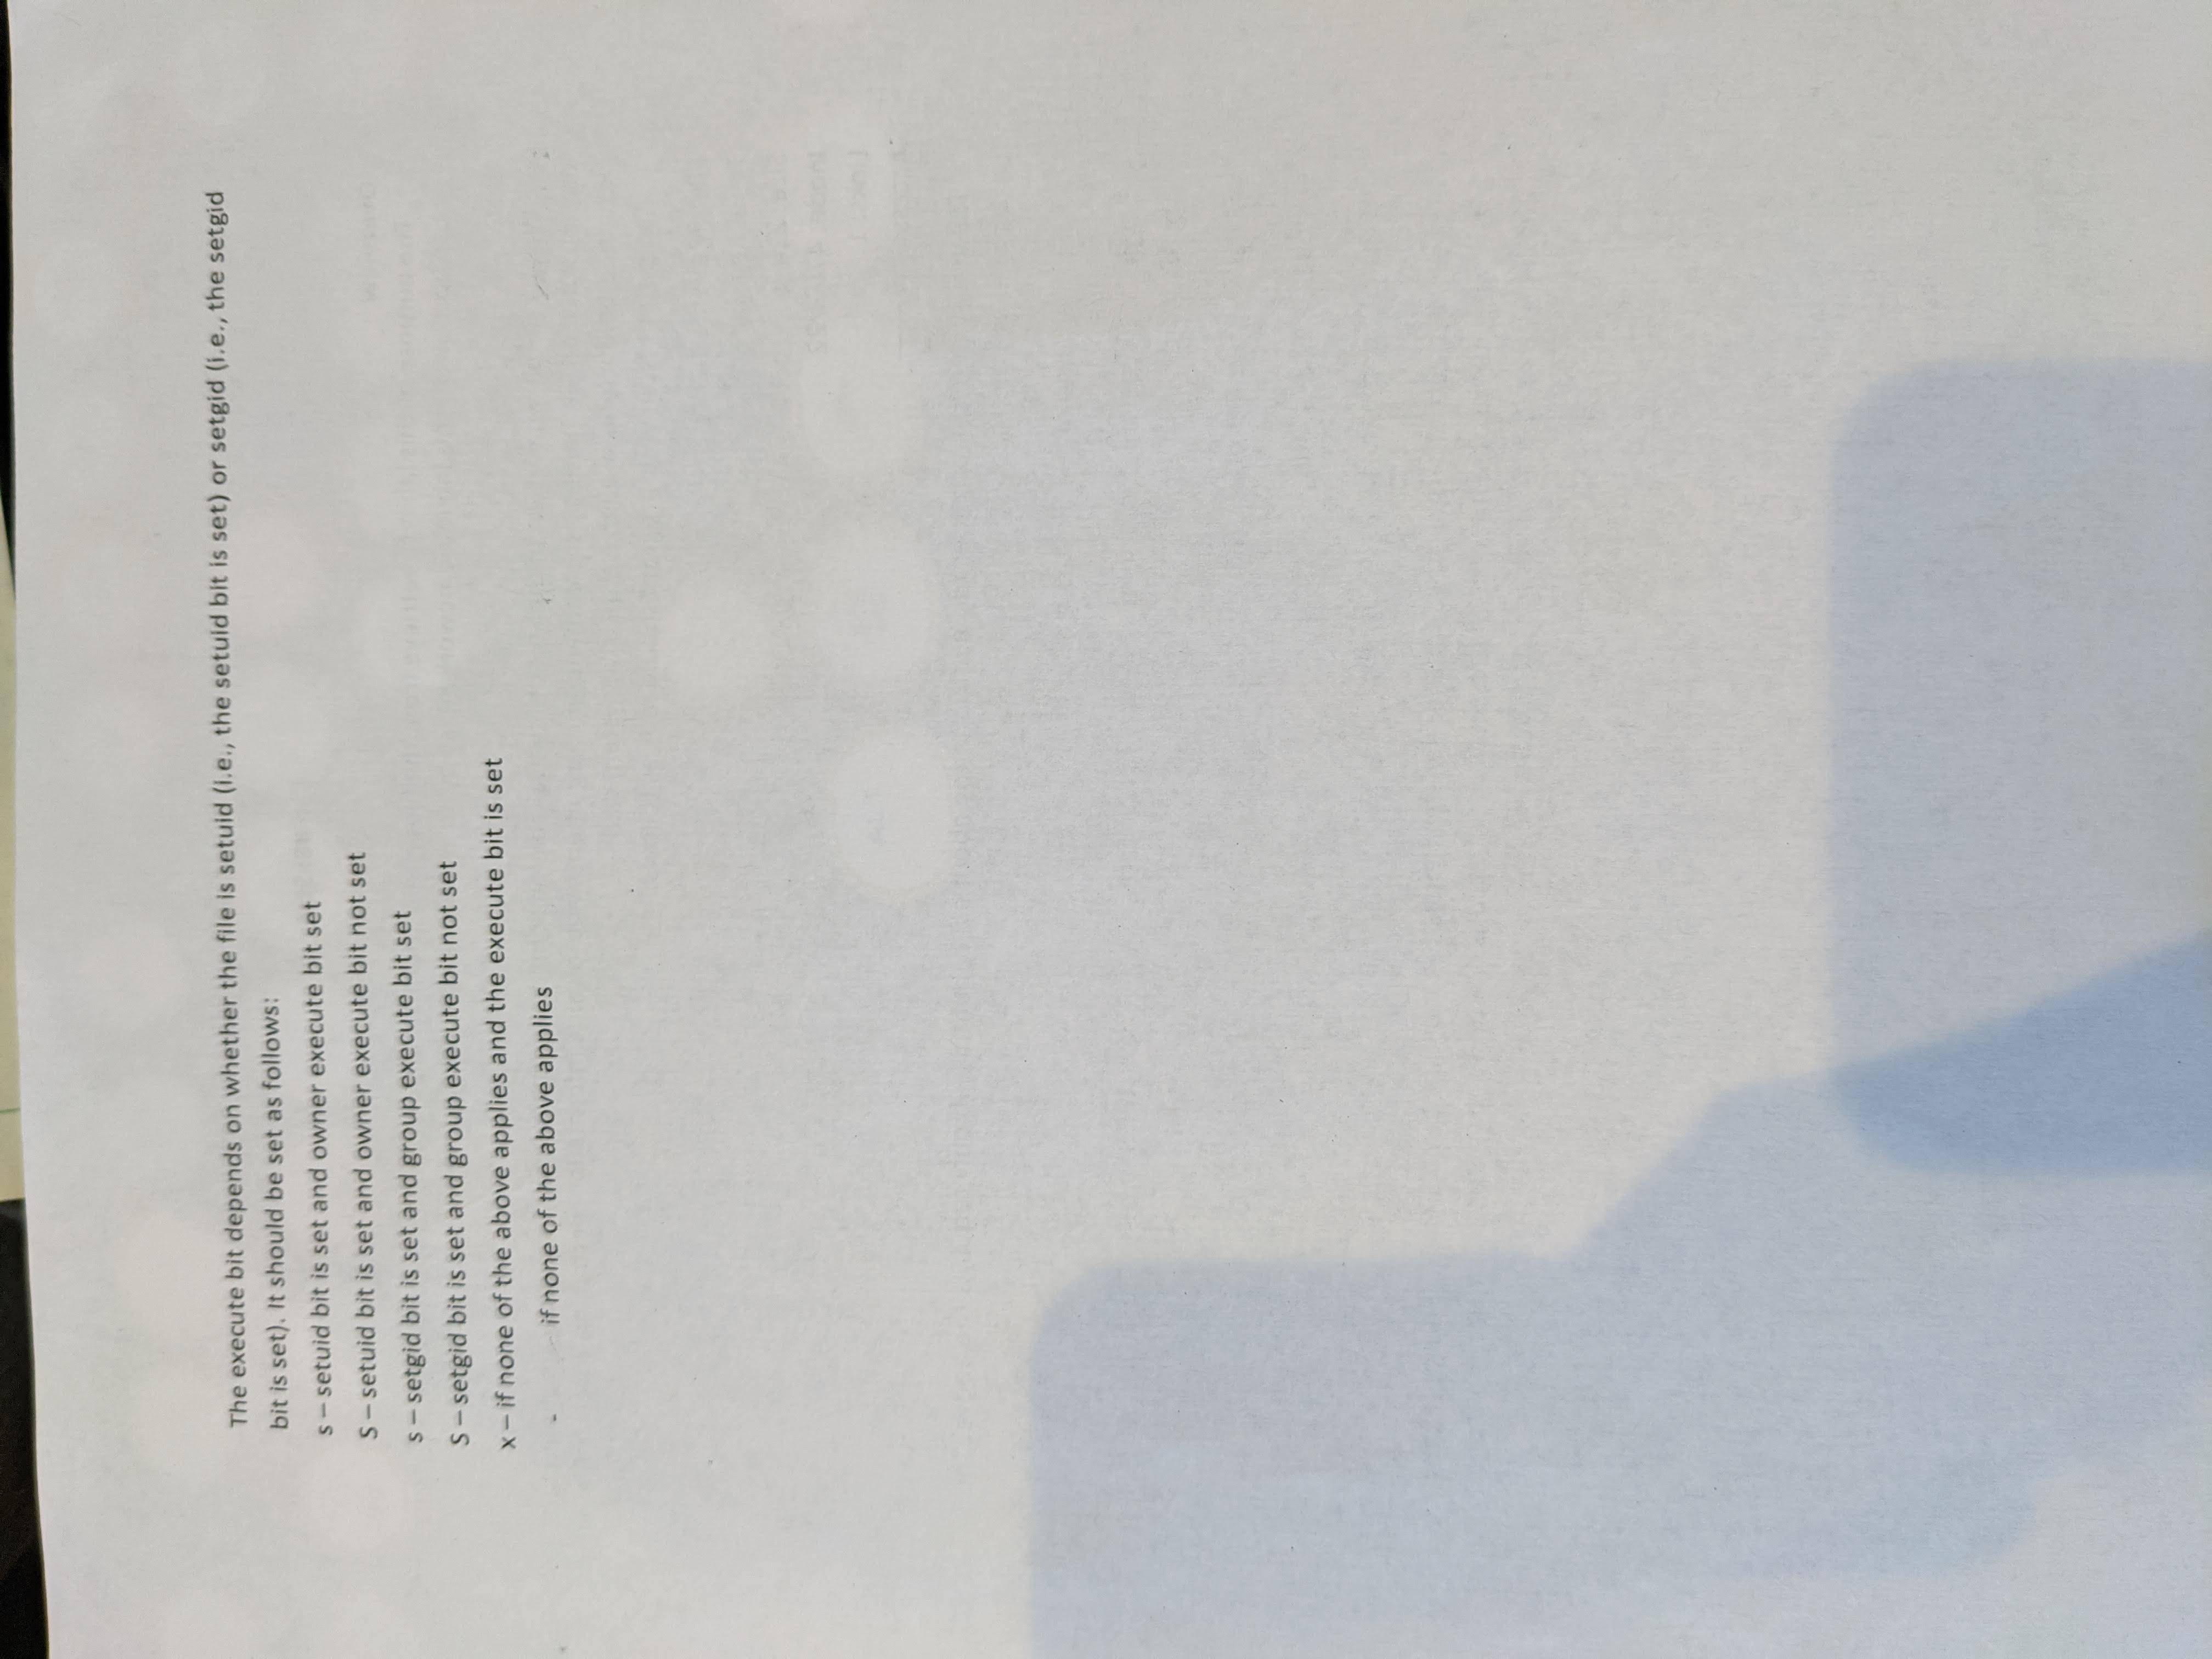 The execute bit depends on whether the file is setuid (i.e., the setuid bit is set) or setgid (i.e., the setgid
bit is set). It should be set as follows:
s – setuid bit is set and owner execute bit set
S – setuid bit is set and owner execute bit not set
s – setgid bit is set and group execute bit set
S – setgid bit is set and group execute bit not set
x – if none of the above applies and the execute bit is set
- if none of the above applies